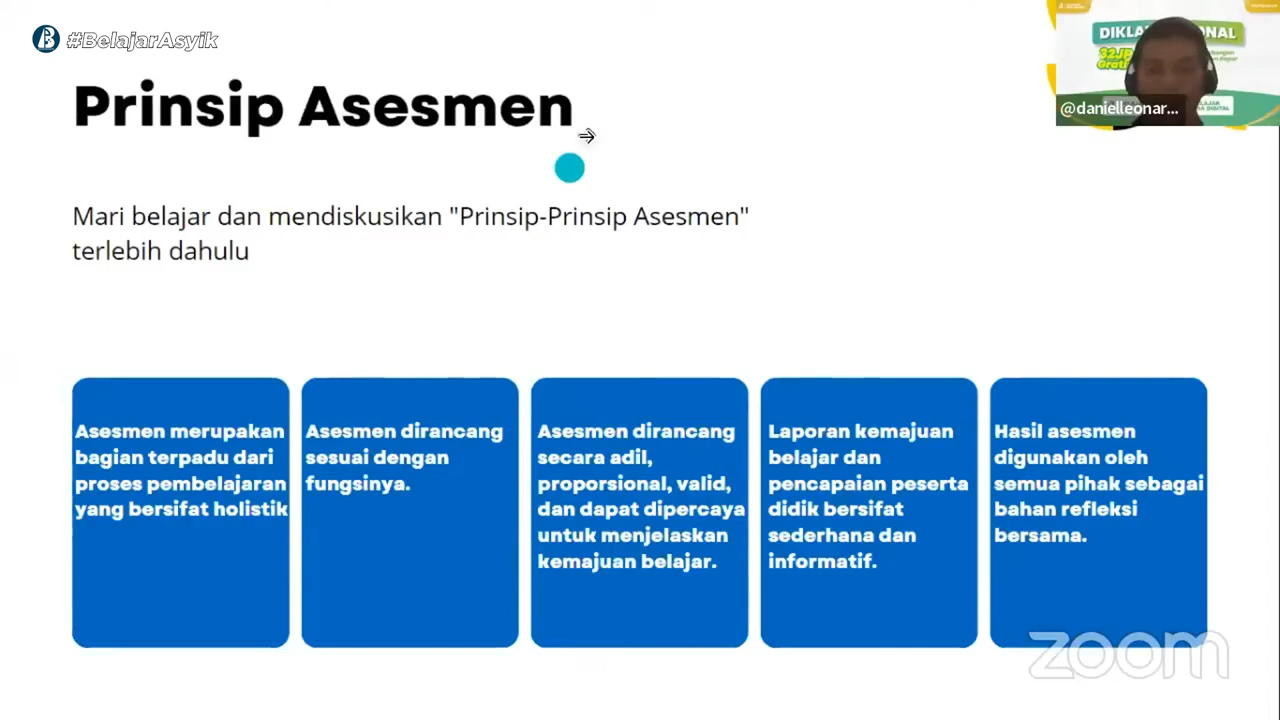 #BelajarAsyik
Prinsip Asesmen
Mari belajar dan mendiskusikan "Prinsip-Prinsip Asesmen"
terlebih dahulu
Asesmen merupakan
bagian terpadu dari
proses pembelajaran
yang bersifat holistik
Asesmen dirancang
sesuai dengan
fungsinya.
Asesmen dirancang
secara adil,
proporsional, valid,
dan dapat dipercaya
untuk menjelaskan
kemajuan belajar.
Laporan kemajuan
belajar dan
pencapaian peserta
didik bersifat
sederhana dan
informatif.
Hasil asesmen
digunakan oleh
semua pihak sebagai
bahan refleksi
bersama.
@danielleonar...
zoom